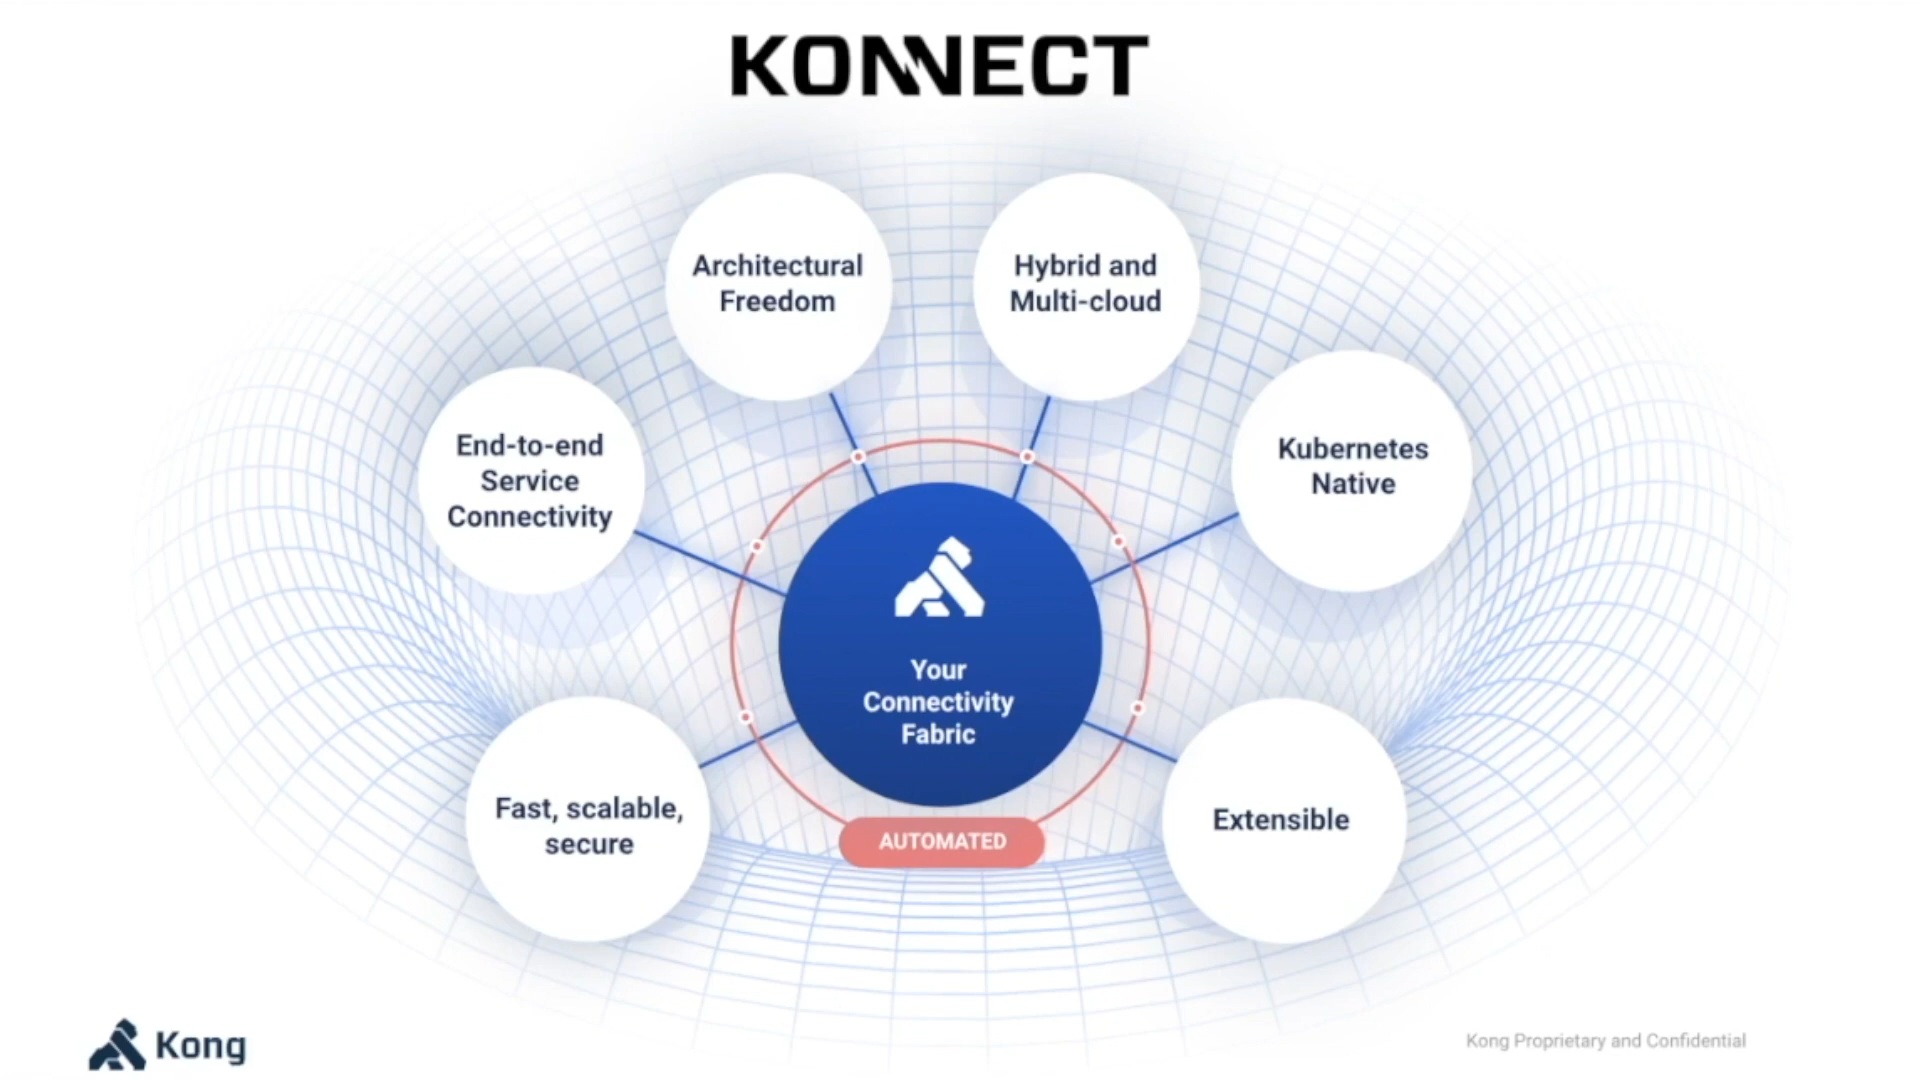 KONNECT
Architectural
Freedom
Hybrid and
Multi-cloud
End-to-end
Service
Connectivity
Kubernetes
Native
Your
Connectivity
Fabric
Fast, scalable,
secure
Extensible
AUTOMATED
Kong
Kong Proprietary and Confidential